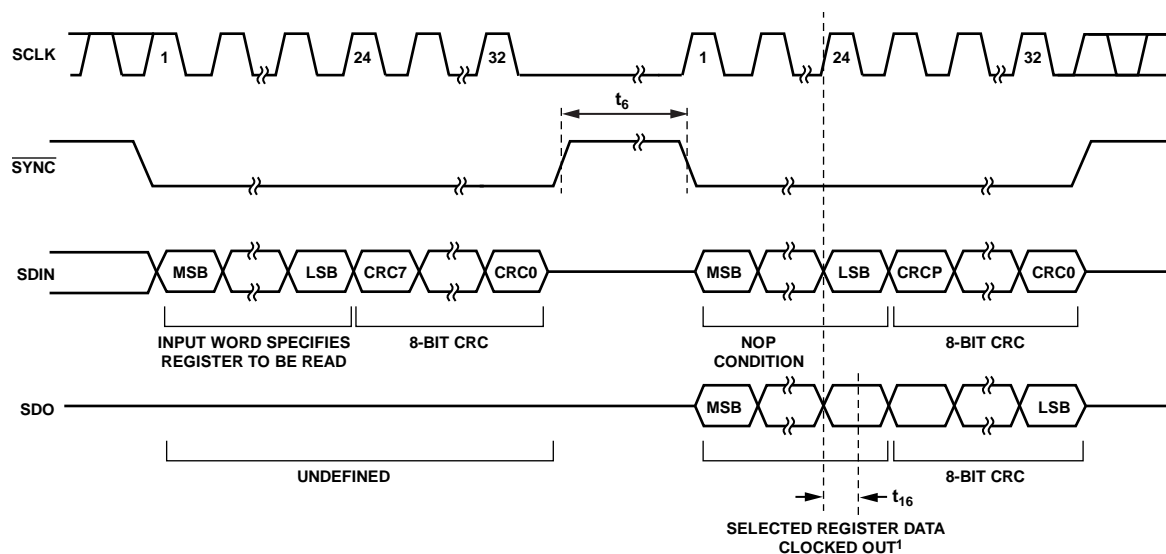 SCLK
1
24
32
1
24
32
t6
SYNC
SDIN
MSB
LSB
CRC7
CRC0
MSB
LSB
CRCP
CRC0
INPUT WORD SPECIFIES
REGISTER TO BE READ
8-BIT CRC
NOP
CONDITION
8-BIT CRC
SDO
MSB
LSB
UNDEFINED
8-BIT CRC
t16
SELECTED REGISTER DATA
CLOCKED OUT1